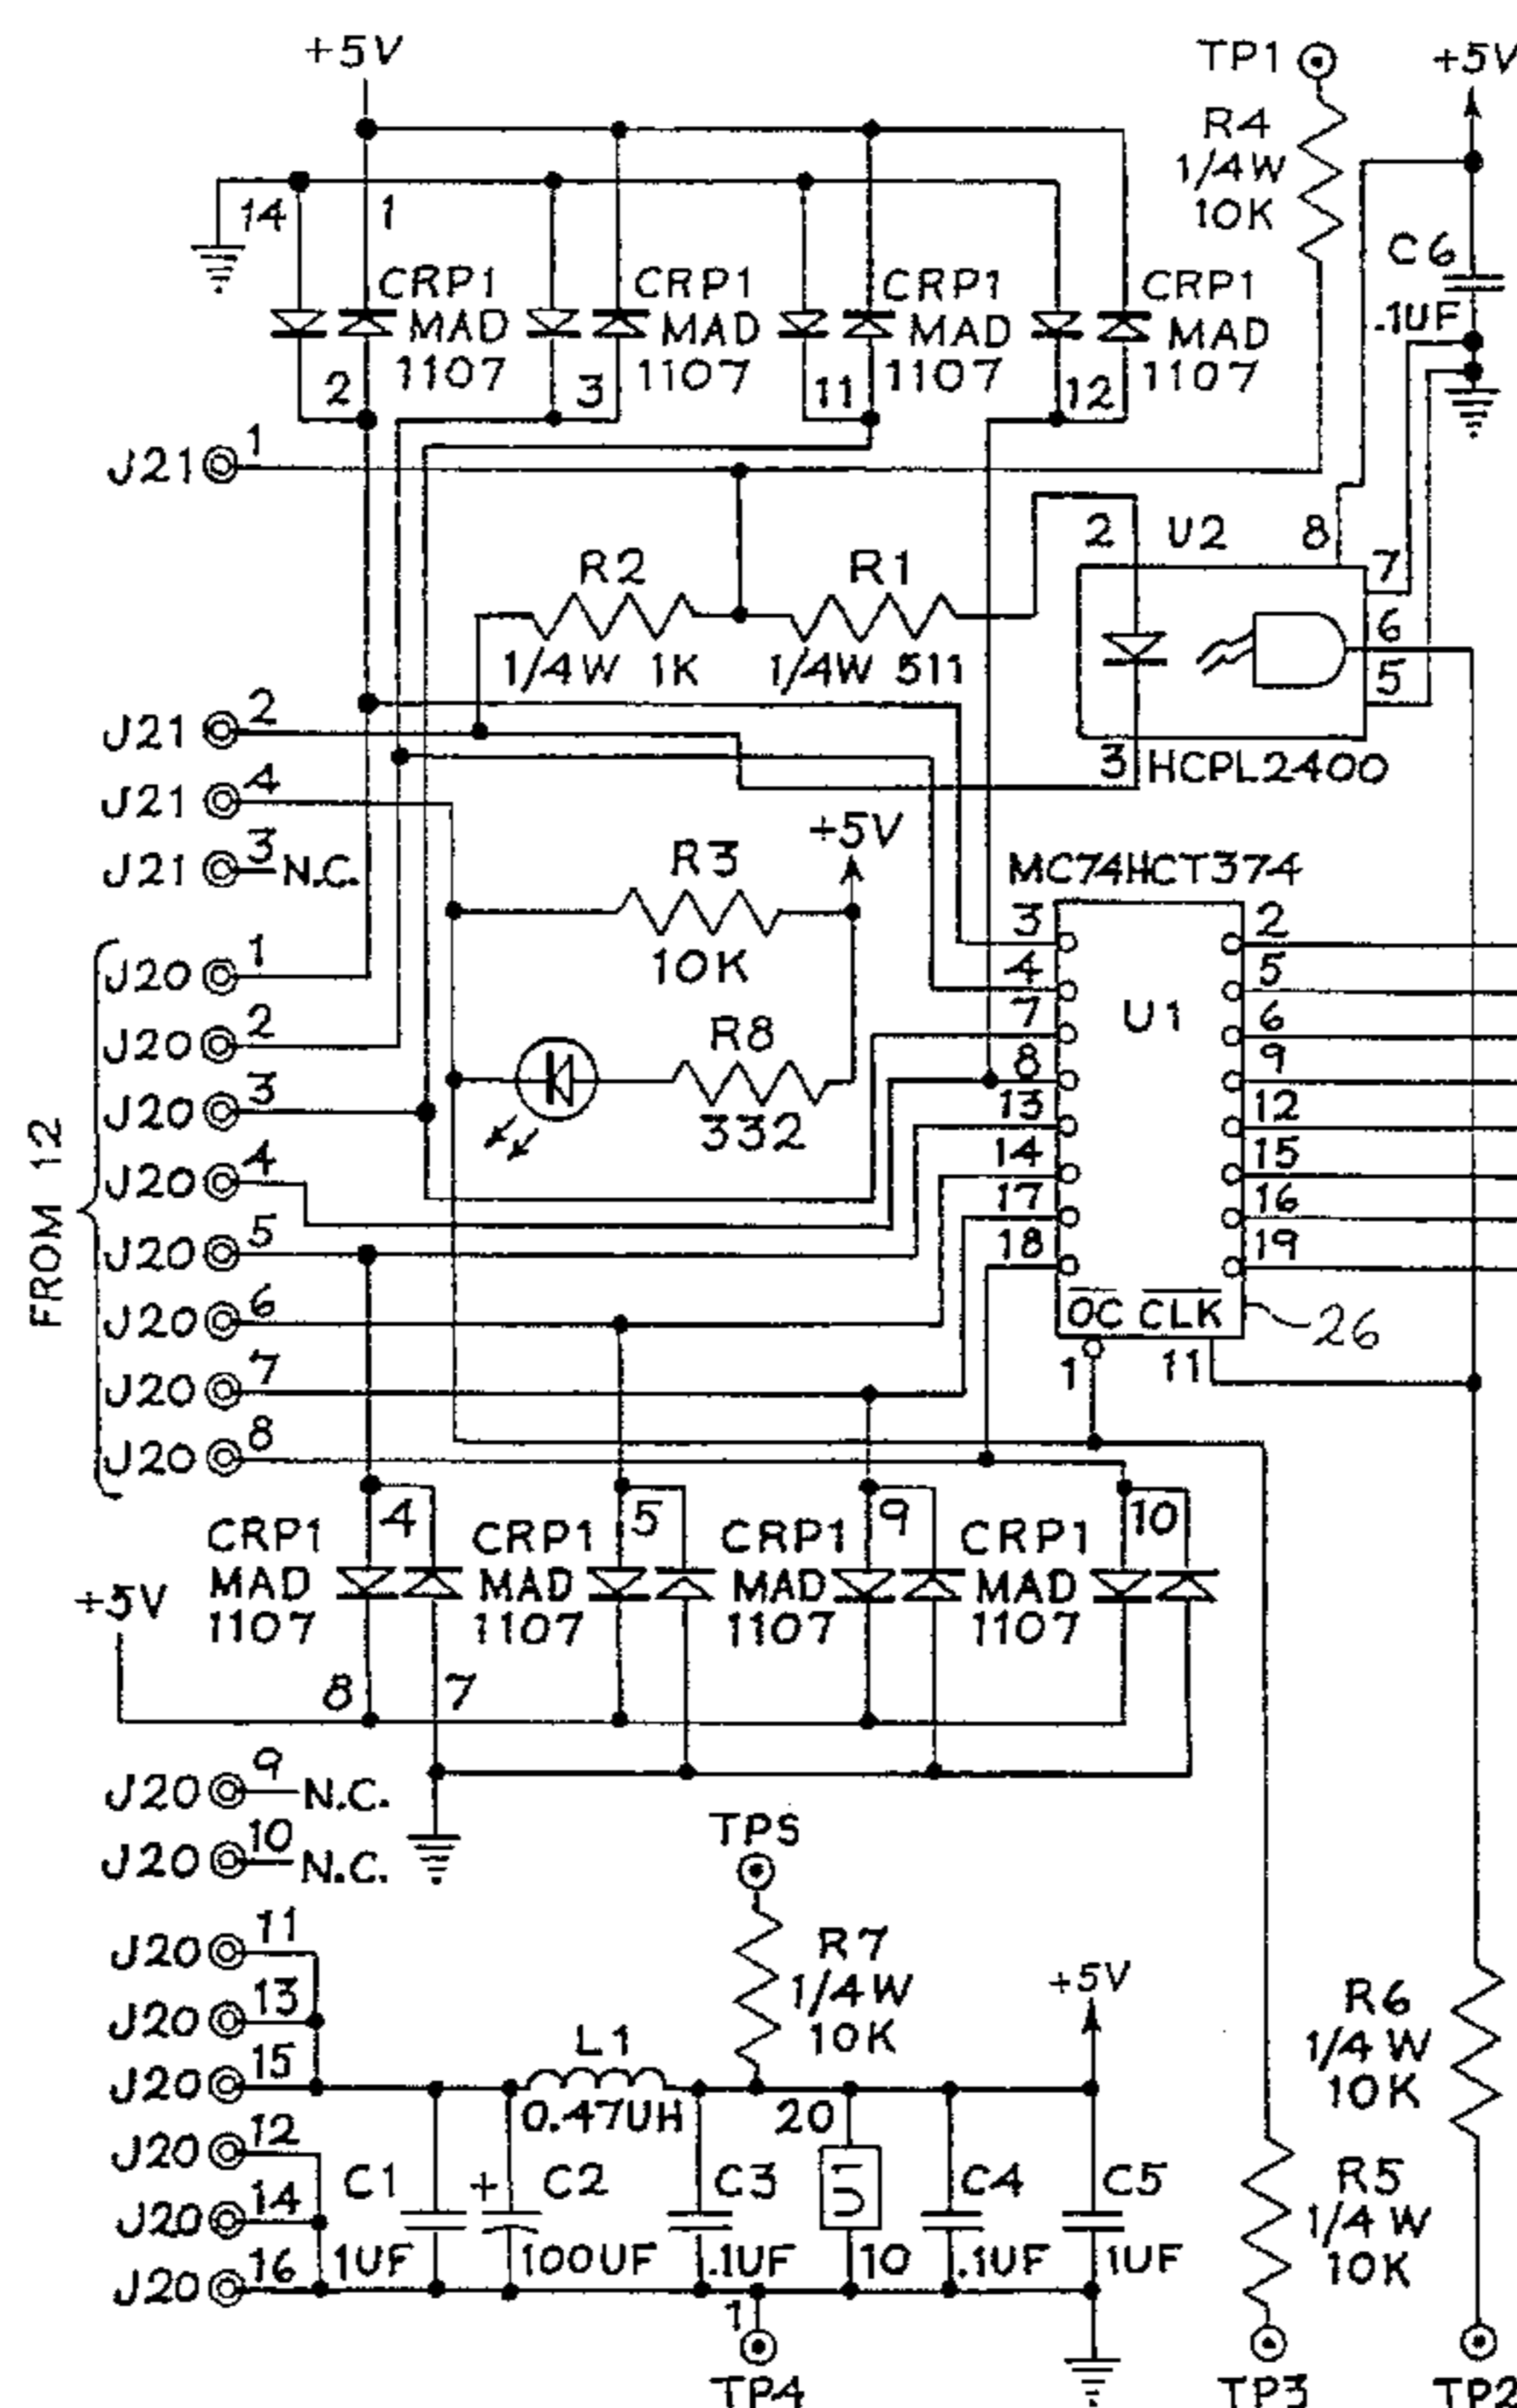 +5V
TP1
+5V
R4
1/4W
10K
14
1
C6
.1UF
CRP1
MAD
1107
CRP1
MAD
1107
CRP1
MAD
1107
CRP1
MAD
1107
2
3
11
12
J21 1
2
U2
8
7
6
5
R2
1/4W 1K
R1
1/4W 511
J21 2
3
HCPL2400
J21 4
J21 3 N.C.
+5V
R3
10K
MC74HCT374
FROM 12
J20 1
J20 2
J20 3
J20 4
J20 5
J20 6
J20 7
J20 8
R8
332
3
4
7
8
13
14
17
18
U1
2
5
6
9
12
15
16
19
OC CLK
26
1
11
4
5
9
10
CRP1
MAD
1107
CRP1
MAD
1107
CRP1
MAD
1107
CRP1
MAD
1107
+5V
8
7
J20 9 N.C.
J20 10 N.C.
TP5
R7
1/4W
10K
J20 11
J20 13
J20 15
J20 12
J20 14
J20 16
L1
0.47UH
+5V
20
C1
1UF
+ C2
100UF
C3
.1UF
U1
10
C4
.1UF
C5
1UF
1
TP4
R6
1/4W
10K
R5
1/4W
10K
TP3
TP2